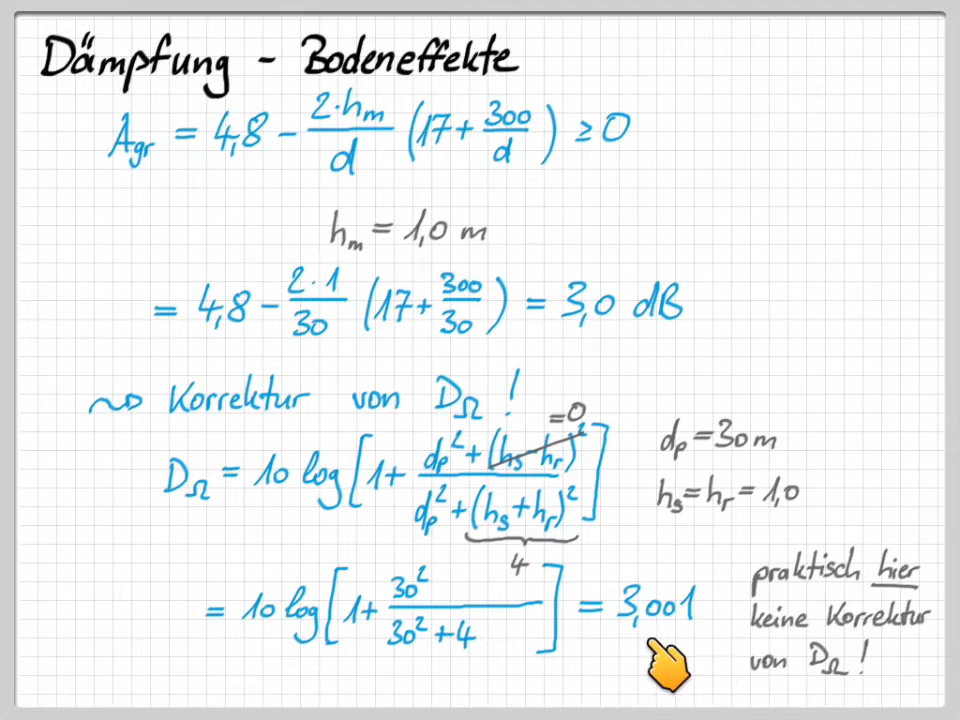 Dämpfung - Bodeneffekte
A_gr = 4,8 - (2·h_m)/d (17 + 300/d) ≥ 0
h_m = 1,0 m
= 4,8 - (2·1)/30 (17 + 300/30) = 3,0 dB
~> Korrektur von D_Ω !
= 0
D_Ω = 10 log[1 + (d_p² + (h_s - h_r)²)/(d_p² + (h_s + h_r)²)]
4
d_p = 30 m
h_s = h_r = 1,0
= 10 log[1 + 30²/(30² + 4)] = 3,001
praktisch hier
keine Korrektur
von D_Ω !